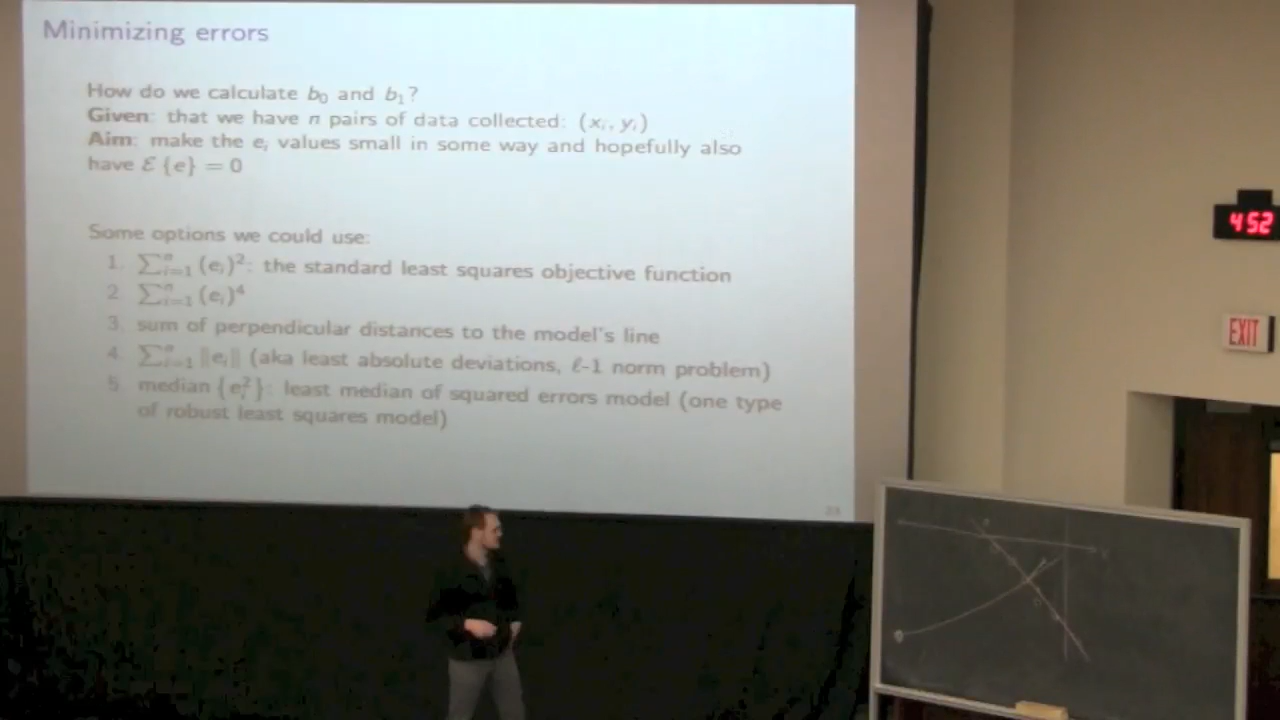 Minimizing errors
How do we calculate b₀ and b₁?
Given: that we have n pairs of data collected: (xᵢ, yᵢ)
Aim: make the eᵢ values small in some way and hopefully also
have ℰ {e} = 0
Some options we could use:
1. ∑ⁿᵢ₌₁ (eᵢ)²: the standard least squares objective function
2. ∑ⁿᵢ₌₁ (eᵢ)⁴
3. sum of perpendicular distances to the model's line
4. ∑ⁿᵢ₌₁ ‖eᵢ‖ (aka least absolute deviations, ℓ-1 norm problem)
5. median {eᵢ²}: least median of squared errors model (one type
of robust least squares model)
4:52
EXIT